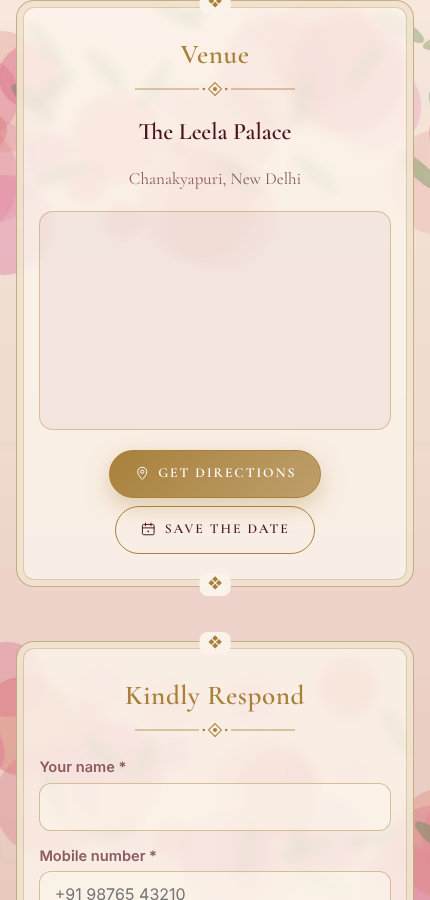 Venue
The Leela Palace
Chanakyapuri, New Delhi
GET DIRECTIONS
SAVE THE DATE
Kindly Respond
Your name *
Mobile number *
+91 98765 43210